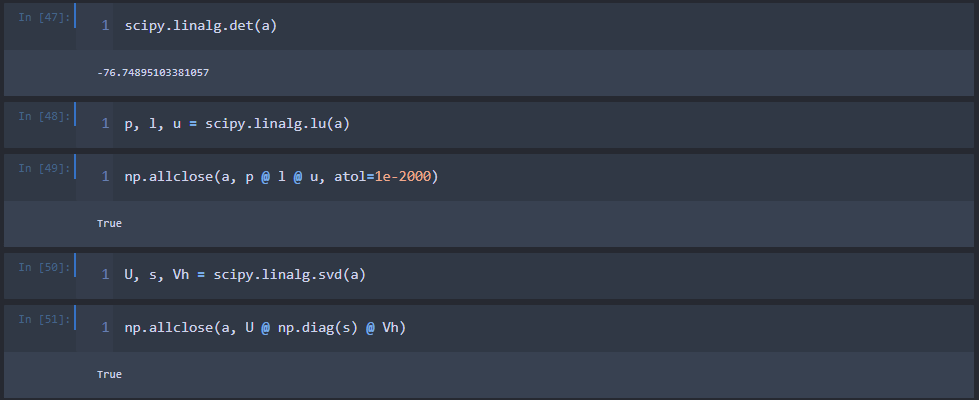 In [47]:
1 scipy.linalg.det(a)
-76.74895103381057
In [48]:
1 p, l, u = scipy.linalg.lu(a)
In [49]:
1 np.allclose(a, p @ l @ u, atol=1e-2000)
True
In [50]:
1 U, s, Vh = scipy.linalg.svd(a)
In [51]:
1 np.allclose(a, U @ np.diag(s) @ Vh)
True